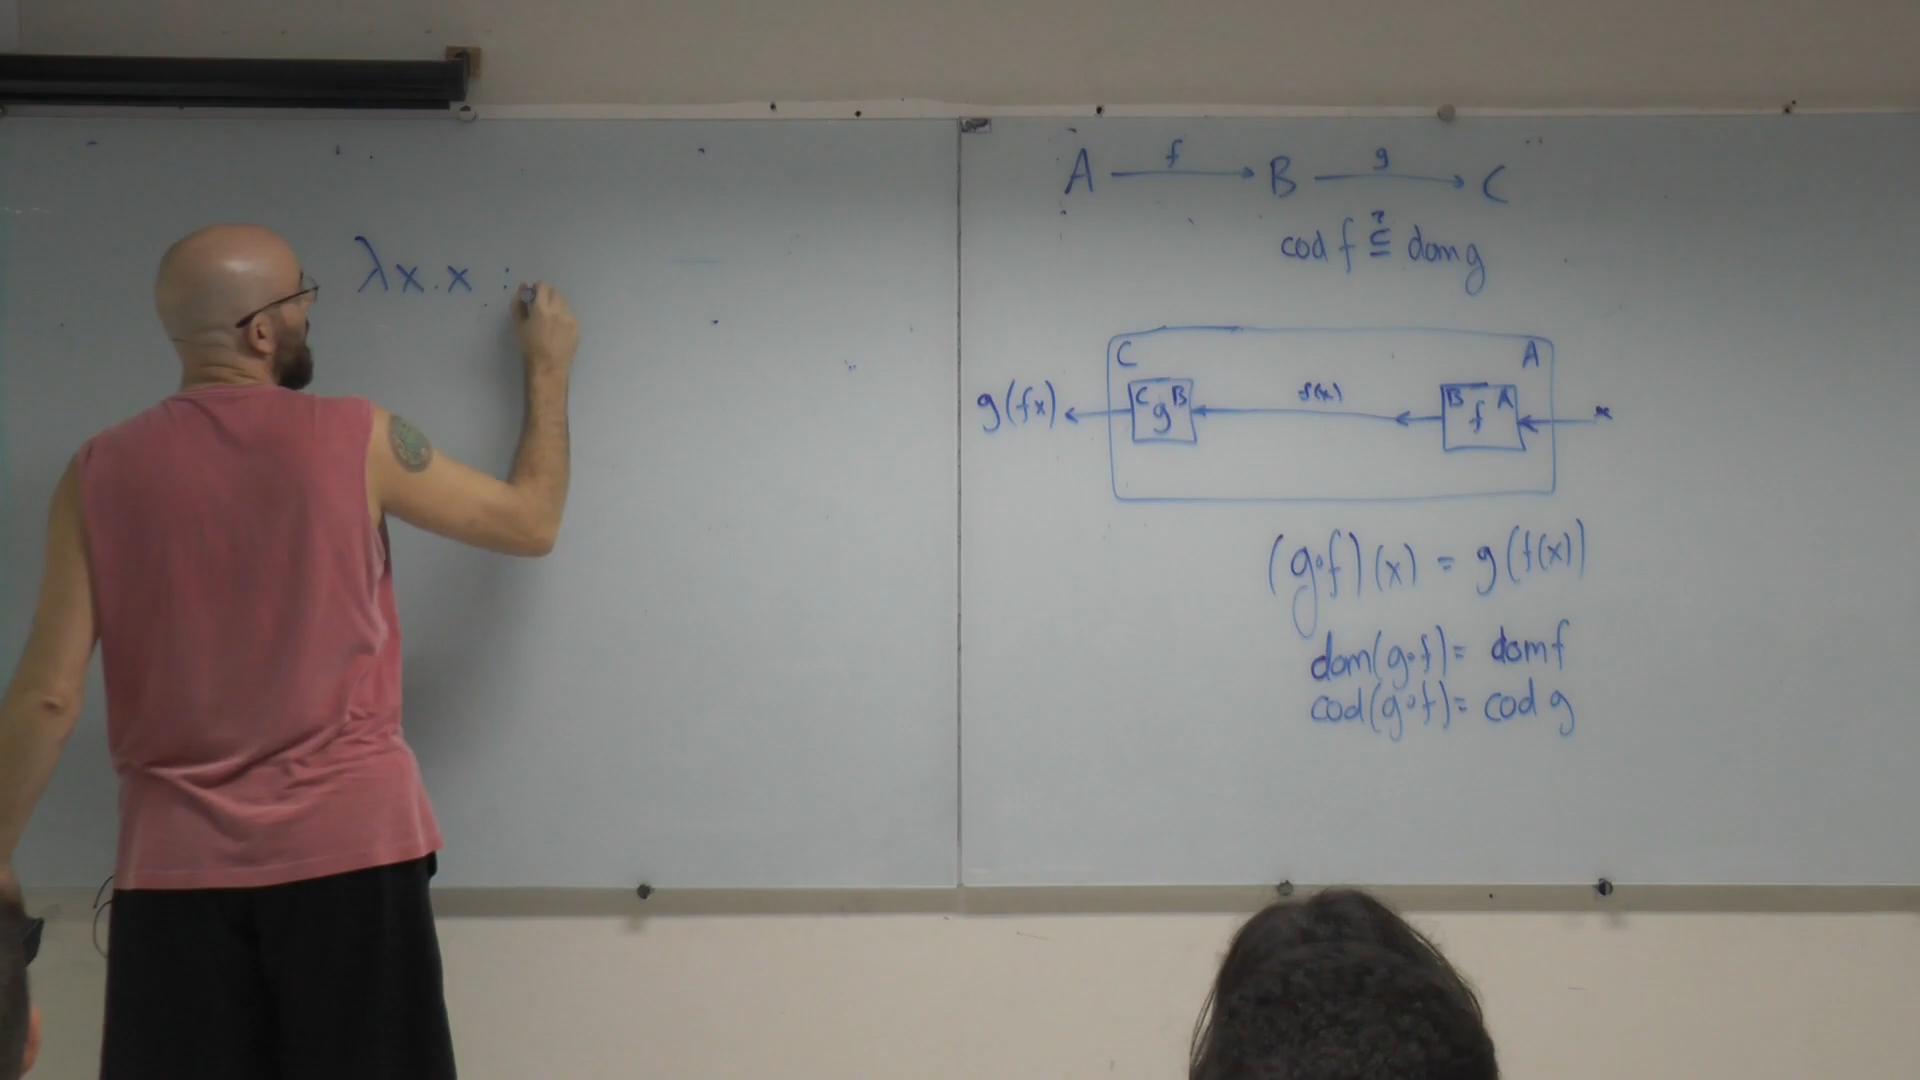 λx.x :
A f→ B g→ C
cod f ?⊆ dom g
C A
g(fx) ← C g B ← f(x) ← B f A ← x
(g∘f)(x) = g(f(x))
dom(g∘f) = dom f
cod(g∘f) = cod g